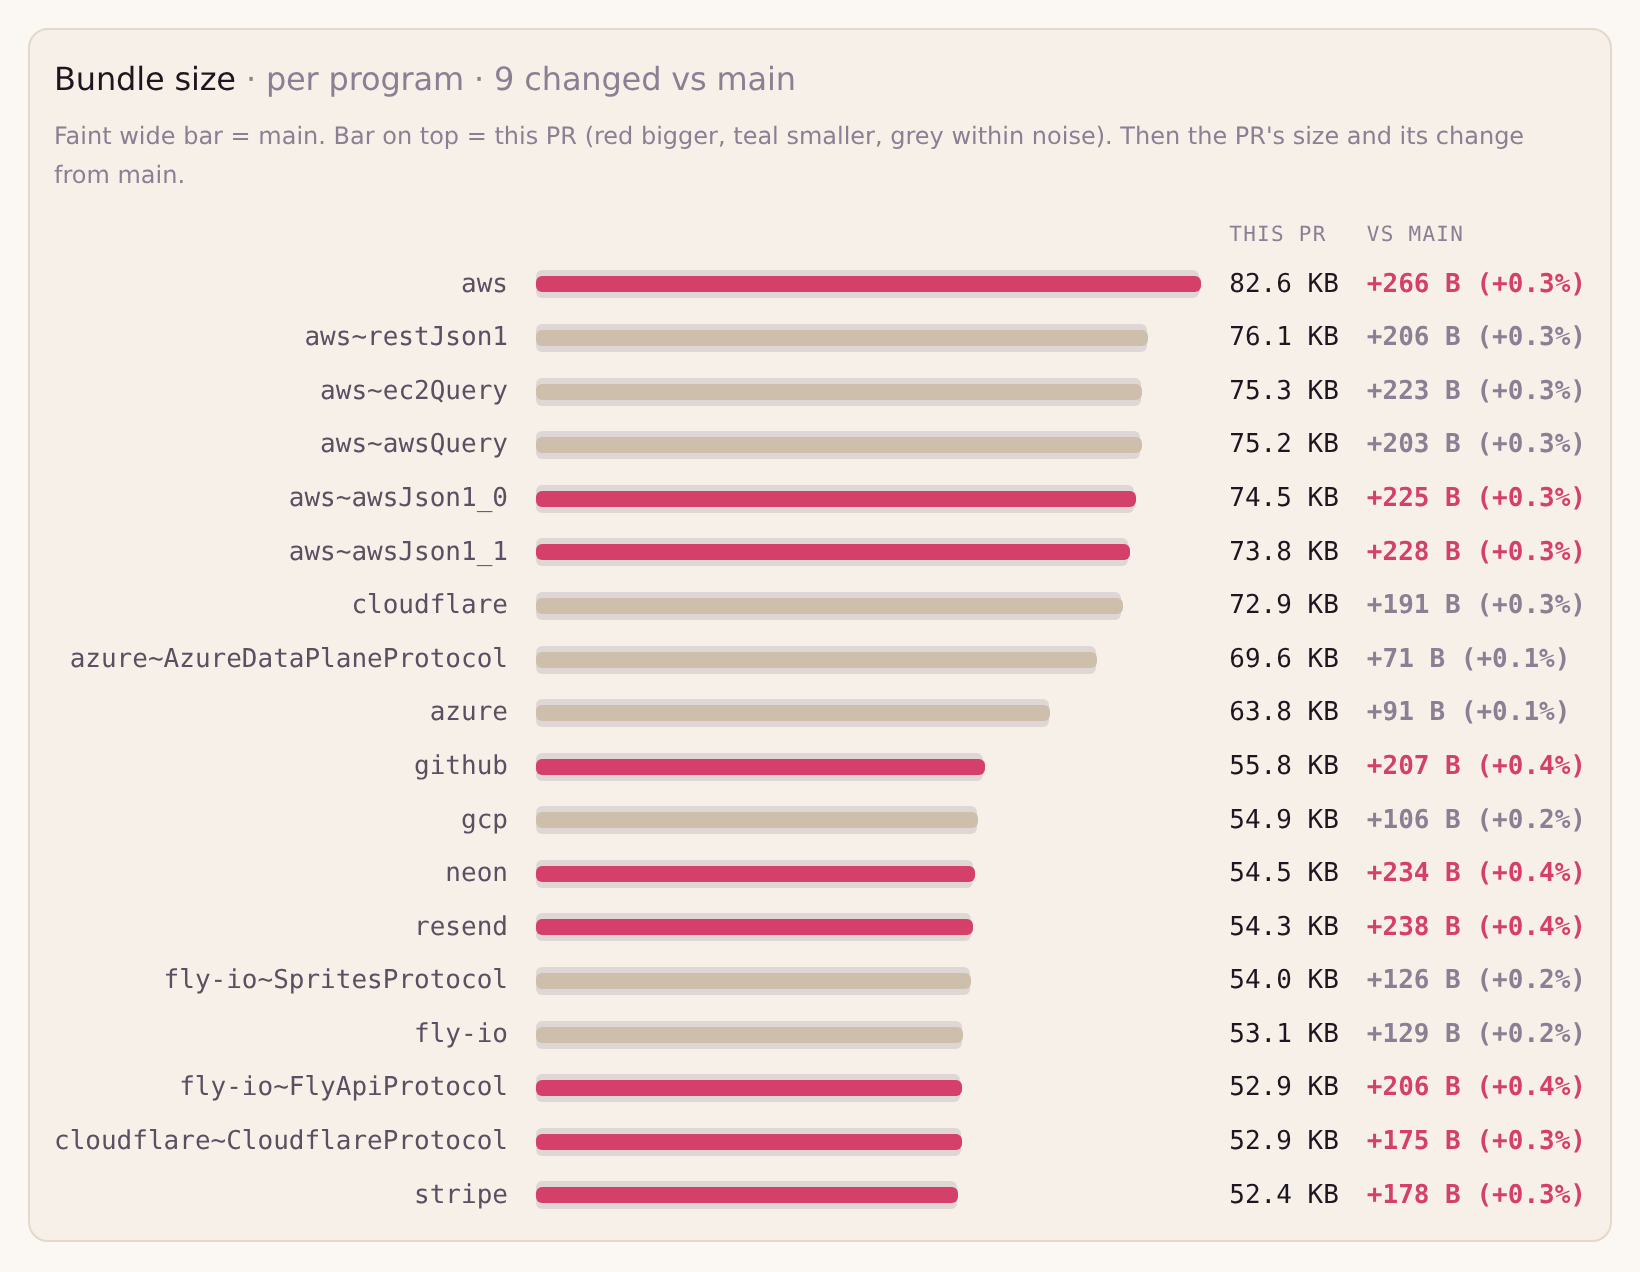 Bundle size · per program · 9 changed vs main
Faint wide bar = main. Bar on top = this PR (red bigger, teal smaller, grey within noise). Then the PR's size and its change
from main.
THIS PR VS MAIN
aws 82.6 KB +266 B (+0.3%)
aws~restJson1 76.1 KB +206 B (+0.3%)
aws~ec2Query 75.3 KB +223 B (+0.3%)
aws~awsQuery 75.2 KB +203 B (+0.3%)
aws~awsJson1_0 74.5 KB +225 B (+0.3%)
aws~awsJson1_1 73.8 KB +228 B (+0.3%)
cloudflare 72.9 KB +191 B (+0.3%)
azure~AzureDataPlaneProtocol 69.6 KB +71 B (+0.1%)
azure 63.8 KB +91 B (+0.1%)
github 55.8 KB +207 B (+0.4%)
gcp 54.9 KB +106 B (+0.2%)
neon 54.5 KB +234 B (+0.4%)
resend 54.3 KB +238 B (+0.4%)
fly-io~SpritesProtocol 54.0 KB +126 B (+0.2%)
fly-io 53.1 KB +129 B (+0.2%)
fly-io~FlyApiProtocol 52.9 KB +206 B (+0.4%)
cloudflare~CloudflareProtocol 52.9 KB +175 B (+0.3%)
stripe 52.4 KB +178 B (+0.3%)